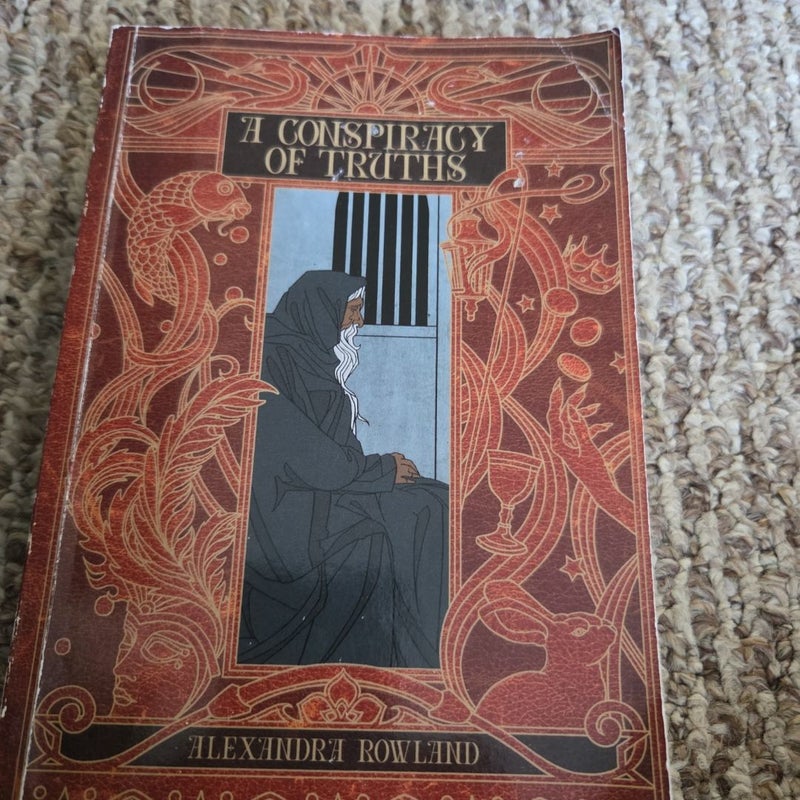 A CONSPIRACY
OF TRUTHS
ALEXANDRA ROWLAND